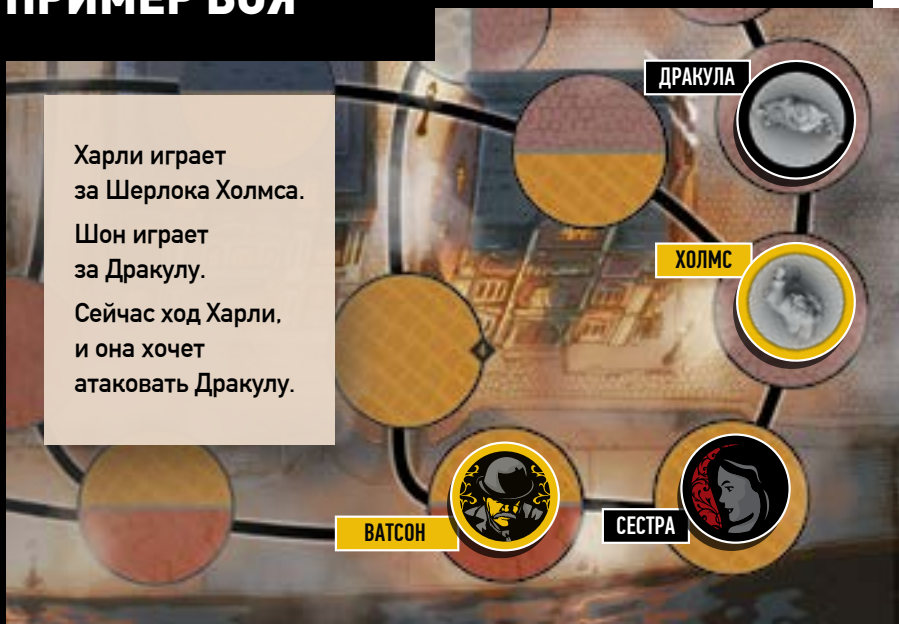 ПРИМЕР БОЯ
ДРАКУЛА
Харли играет
за Шерлока Холмса.
Шон играет
за Дракулу.
Сейчас ход Харли,
и она хочет
атаковать Дракулу.
ХОЛМС
ВАТСОН
СЕСТРА